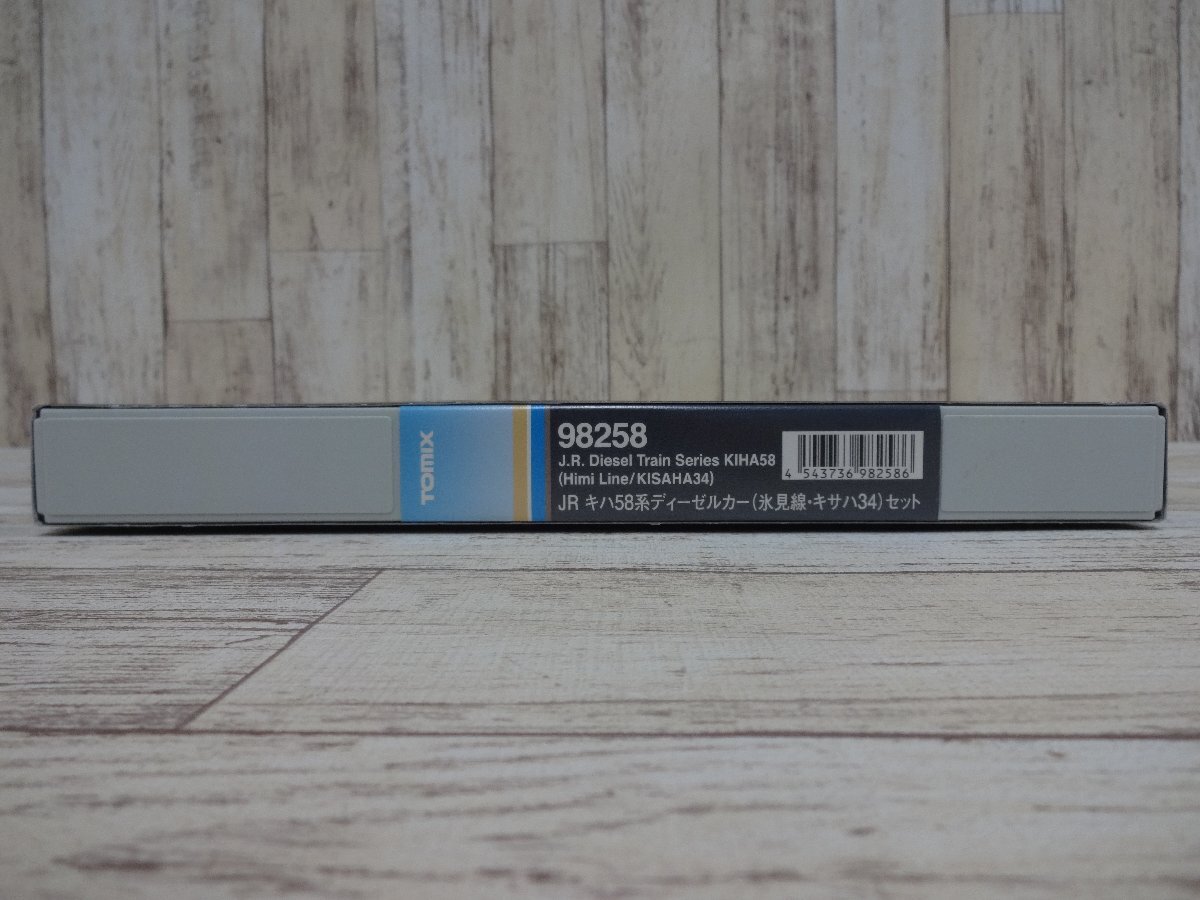 TOMIX
98258
J.R. Diesel Train Series KIHA58
(Himi Line/KISAHA34)
JR キハ58系ディーゼルカー(氷見線・キサハ34)セット
4 543736 982586